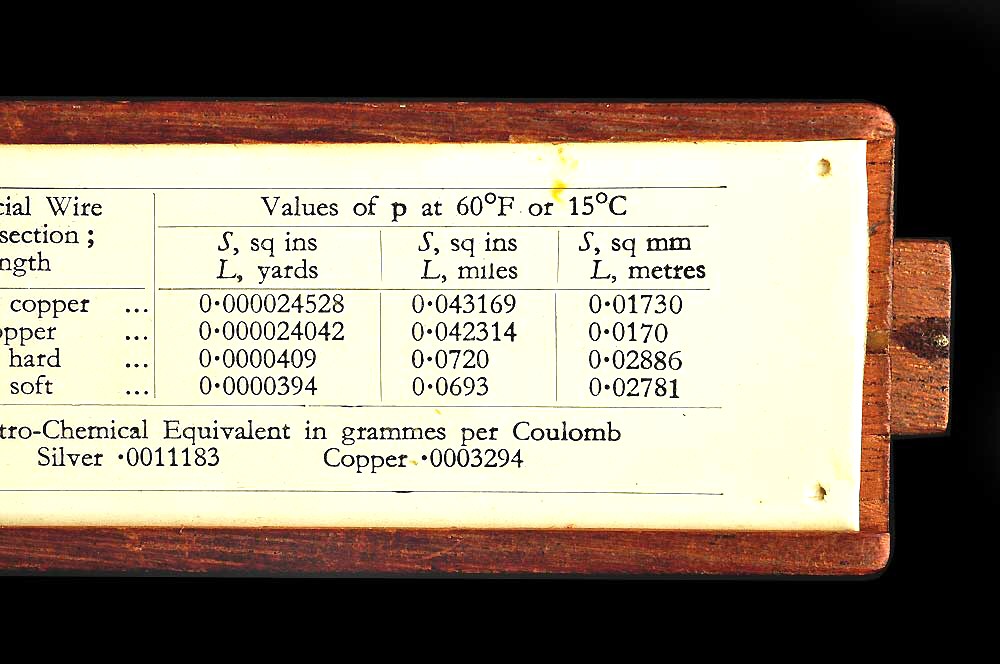 cial Wire
section;
ngth
Values of p at 60°F or 15°C
S, sq ins
L, yards
S, sq ins
L, miles
S, sq mm
L, metres
copper ... 0·000024528 0·043169 0·01730
opper ... 0·000024042 0·042314 0·0170
hard ... 0·0000409 0·0720 0·02886
soft ... 0·0000394 0·0693 0·02781
tro-Chemical Equivalent in grammes per Coulomb
Silver ·0011183 Copper ·0003294